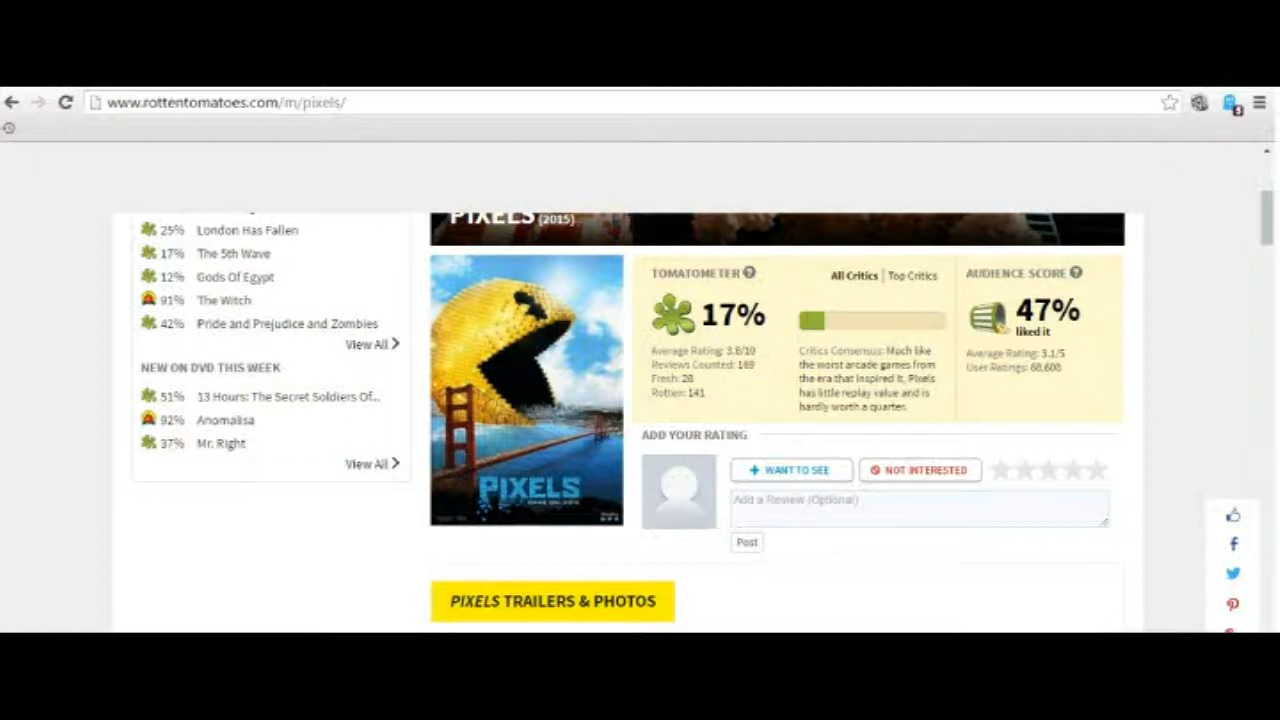 www.rottentomatoes.com/m/pixels/
PIXELS (2015)
25% London Has Fallen
17% The 5th Wave
12% Gods Of Egypt
91% The Witch
42% Pride and Prejudice and Zombies
View All
NEW ON DVD THIS WEEK
51% 13 Hours: The Secret Soldiers Of...
92% Anomalisa
37% Mr. Right
View All
PIXELS
TOMATOMETER
All Critics | Top Critics
17%
Average Rating: 3.8/10
Reviews Counted: 169
Fresh: 28
Rotten: 141
Critics Consensus: Much like
the worst arcade games from
the era that inspired it, Pixels
has little replay value and is
hardly worth a quarter.
AUDIENCE SCORE
47%
liked it
Average Rating: 3.1/5
User Ratings: 68,608
ADD YOUR RATING
WANT TO SEE
NOT INTERESTED
Add a Review (Optional)
Post
PIXELS TRAILERS & PHOTOS